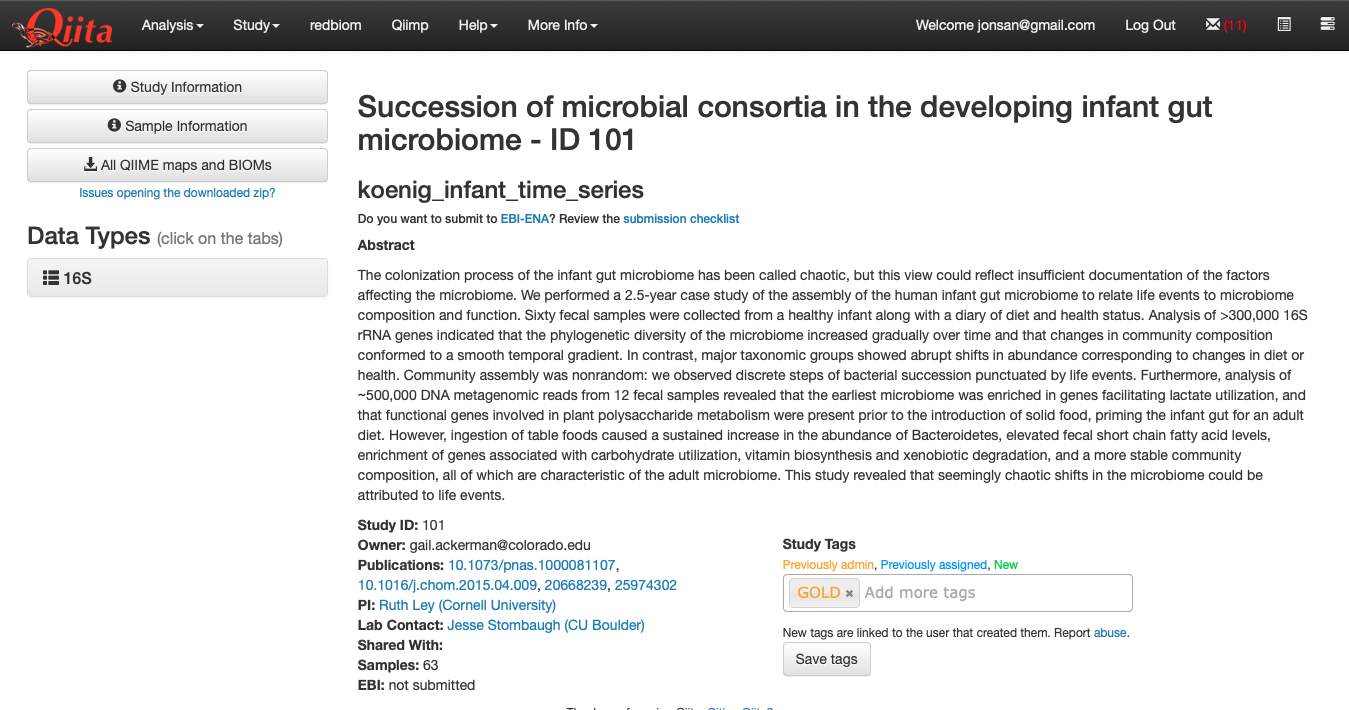 Qiita Analysis Study redbiom Qiimp Help More Info Welcome jonsan@gmail.com Log Out (11)
Study Information
Sample Information
All QIIME maps and BIOMs
Issues opening the downloaded zip?
Data Types (click on the tabs)
16S
Succession of microbial consortia in the developing infant gut
microbiome - ID 101
koenig_infant_time_series
Do you want to submit to EBI-ENA? Review the submission checklist
Abstract
The colonization process of the infant gut microbiome has been called chaotic, but this view could reflect insufficient documentation of the factors
affecting the microbiome. We performed a 2.5-year case study of the assembly of the human infant gut microbiome to relate life events to microbiome
composition and function. Sixty fecal samples were collected from a healthy infant along with a diary of diet and health status. Analysis of >300,000 16S
rRNA genes indicated that the phylogenetic diversity of the microbiome increased gradually over time and that changes in community composition
conformed to a smooth temporal gradient. In contrast, major taxonomic groups showed abrupt shifts in abundance corresponding to changes in diet or
health. Community assembly was nonrandom: we observed discrete steps of bacterial succession punctuated by life events. Furthermore, analysis of
~500,000 DNA metagenomic reads from 12 fecal samples revealed that the earliest microbiome was enriched in genes facilitating lactate utilization, and
that functional genes involved in plant polysaccharide metabolism were present prior to the introduction of solid food, priming the infant gut for an adult
diet. However, ingestion of table foods caused a sustained increase in the abundance of Bacteroidetes, elevated fecal short chain fatty acid levels,
enrichment of genes associated with carbohydrate utilization, vitamin biosynthesis and xenobiotic degradation, and a more stable community
composition, all of which are characteristic of the adult microbiome. This study revealed that seemingly chaotic shifts in the microbiome could be
attributed to life events.
Study ID: 101
Owner: gail.ackerman@colorado.edu
Publications: 10.1073/pnas.1000081107,
10.1016/j.chom.2015.04.009, 20668239, 25974302
PI: Ruth Ley (Cornell University)
Lab Contact: Jesse Stombaugh (CU Boulder)
Shared With:
Samples: 63
EBI: not submitted
Study Tags
Previously admin, Previously assigned, New
GOLD × Add more tags
New tags are linked to the user that created them. Report abuse.
Save tags